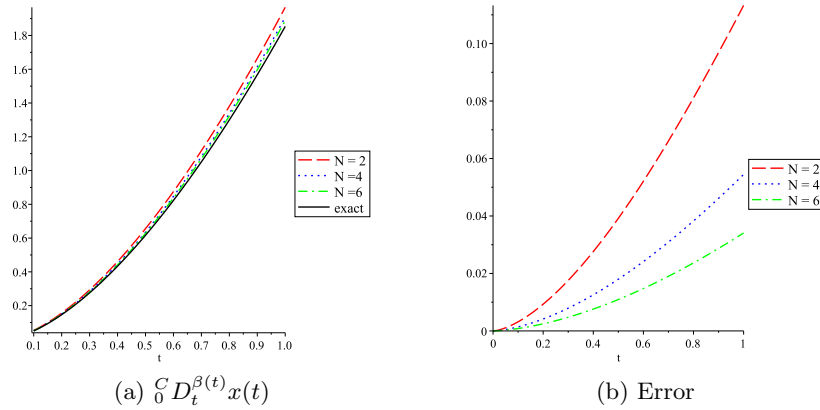 1.8
1.6
1.4
1.2
1.0
0.8
0.6
0.4
0.2
0.1 0.2 0.3 0.4 0.5 0.6 0.7 0.8 0.9 1.0
t
N = 2
N =4
N =6
exact
(a) ₀ᶜDₜ^β(t) x(t)
0.10
0.08
0.06
0.04
0.02
0
0 0.2 0.4 0.6 0.8 1
t
N = 2
N = 4
N = 6
(b) Error